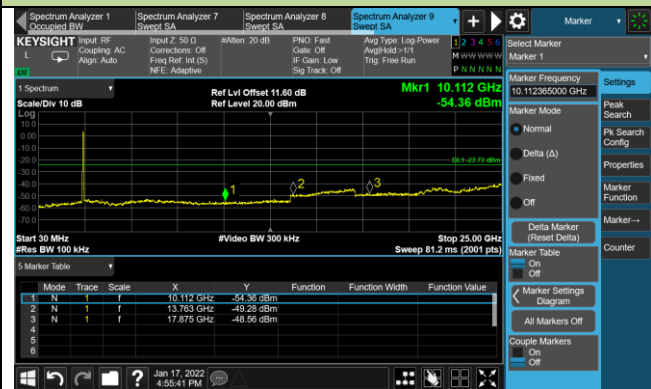 Spectrum Analyzer 1
Occupied BW
Spectrum Analyzer 7
Swept SA
Spectrum Analyzer 8
Swept SA
Spectrum Analyzer 9
Swept SA
Marker
KEYSIGHT
L
Input: RF
Coupling: AC
Align: Auto
Input Z: 50 Ω
Corrections: Off
Freq Ref: Int (S)
NFE: Adaptive
#Atten: 20 dB
PNO: Fast
Gate: Off
IF Gain: Low
Sig Track: Off
Avg Type: Log-Power
Avg|Hold:>1/1
Trig: Free Run
1 2 3 4 5 6
M W W W W W
P N N N N N
1 Spectrum
Scale/Div 10 dB
Ref Lvl Offset 11.60 dB
Ref Level 20.00 dBm
Mkr1 10.112 GHz
-54.36 dBm
Log
10.0
0.00
-10.0
-20.0
-30.0
-40.0
-50.0
-60.0
-70.0
DL1 -23.73 dBm
1
2
3
Start 30 MHz
#Res BW 100 kHz
#Video BW 300 kHz
Stop 25.00 GHz
Sweep 81.2 ms (2001 pts)
5 Marker Table
Mode Trace Scale X Y Function Function Width Function Value
1 N 1 f 10.112 GHz -54.36 dBm
2 N 1 f 13.763 GHz -49.28 dBm
3 N 1 f 17.875 GHz -48.56 dBm
4
5
6
Jan 17, 2022
4:55:41 PM
Select Marker
Marker 1
Marker Frequency
10.112365000 GHz
Marker Mode
Normal
Delta (Δ)
Fixed
Off
Delta Marker
(Reset Delta)
Marker Table
On
Off
Marker Settings
Diagram
All Markers Off
Couple Markers
On
Off
Settings
Peak
Search
Pk Search
Config
Properties
Marker
Function
Marker→
Counter